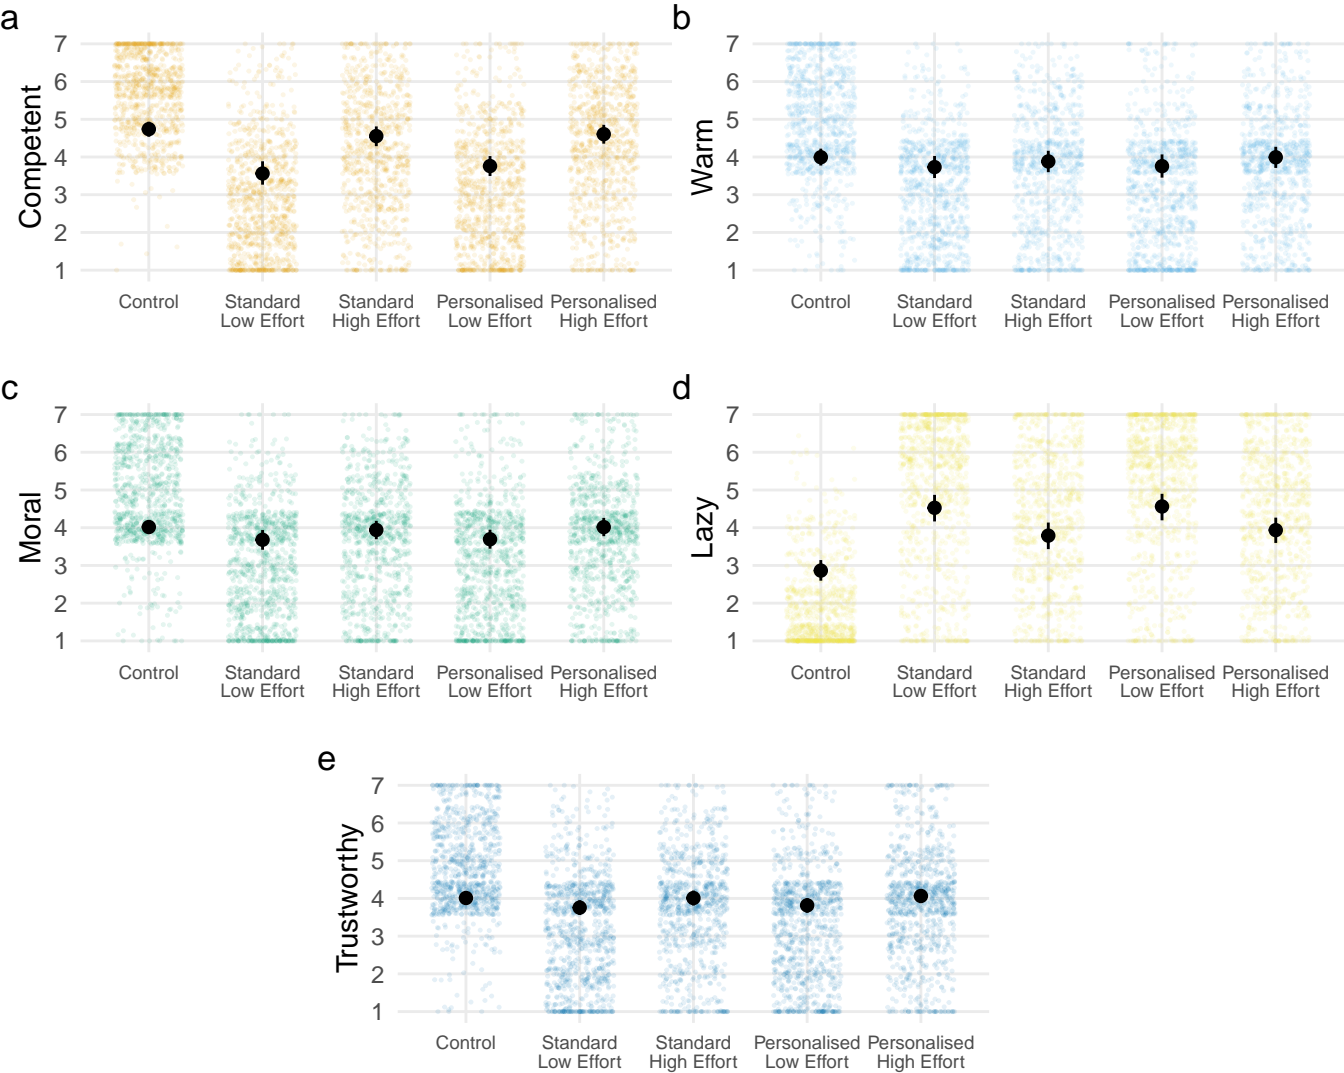 a
7
6
5
4
3
2
1
Competent
Control
Standard
Low Effort
Standard
High Effort
Personalised
Low Effort
Personalised
High Effort
b
7
6
5
4
3
2
1
Warm
Control
Standard
Low Effort
Standard
High Effort
Personalised
Low Effort
Personalised
High Effort
c
7
6
5
4
3
2
1
Moral
Control
Standard
Low Effort
Standard
High Effort
Personalised
Low Effort
Personalised
High Effort
d
7
6
5
4
3
2
1
Lazy
Control
Standard
Low Effort
Standard
High Effort
Personalised
Low Effort
Personalised
High Effort
e
7
6
5
4
3
2
1
Trustworthy
Control
Standard
Low Effort
Standard
High Effort
Personalised
Low Effort
Personalised
High Effort